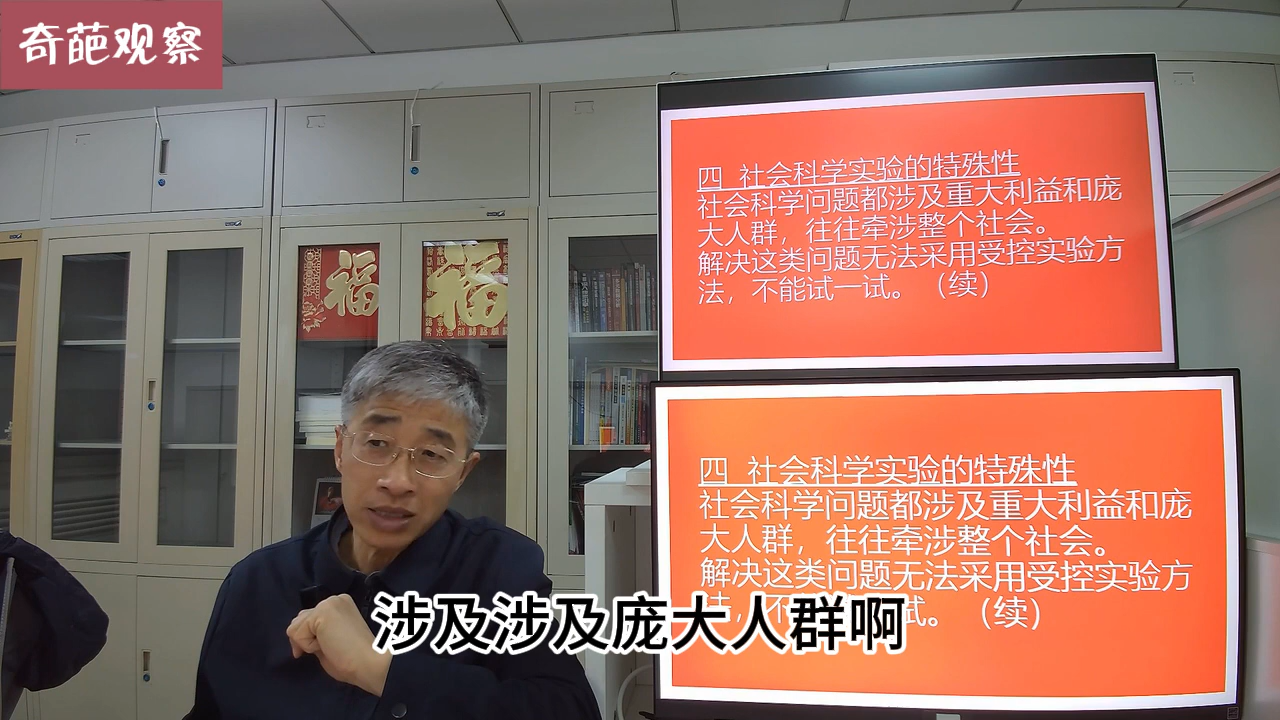 奇葩观察
福
福
四 社会科学实验的特殊性
社会科学问题都涉及重大利益和庞
大人群，往往牵涉整个社会。
解决这类问题无法采用受控实验方
法，不能试一试。（续）
四 社会科学实验的特殊性
社会科学问题都涉及重大利益和庞
大人群，往往牵涉整个社会。
解决这类问题无法采用受控实验方
法，不 试。（续）
涉及涉及庞大人群啊